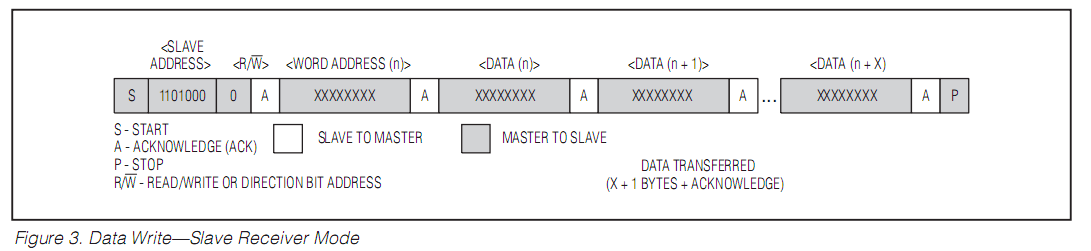 <SLAVE
ADDRESS> <R/W̅> <WORD ADDRESS (n)> <DATA (n)> <DATA (n + 1)> <DATA (n + X)>
S 1101000 0 A XXXXXXXX A XXXXXXXX A XXXXXXXX A ... XXXXXXXX A P
S - START SLAVE TO MASTER MASTER TO SLAVE
A - ACKNOWLEDGE (ACK)
P - STOP DATA TRANSFERRED
R/W̅ - READ/WRITE OR DIRECTION BIT ADDRESS (X + 1 BYTES + ACKNOWLEDGE)
Figure 3. Data Write—Slave Receiver Mode